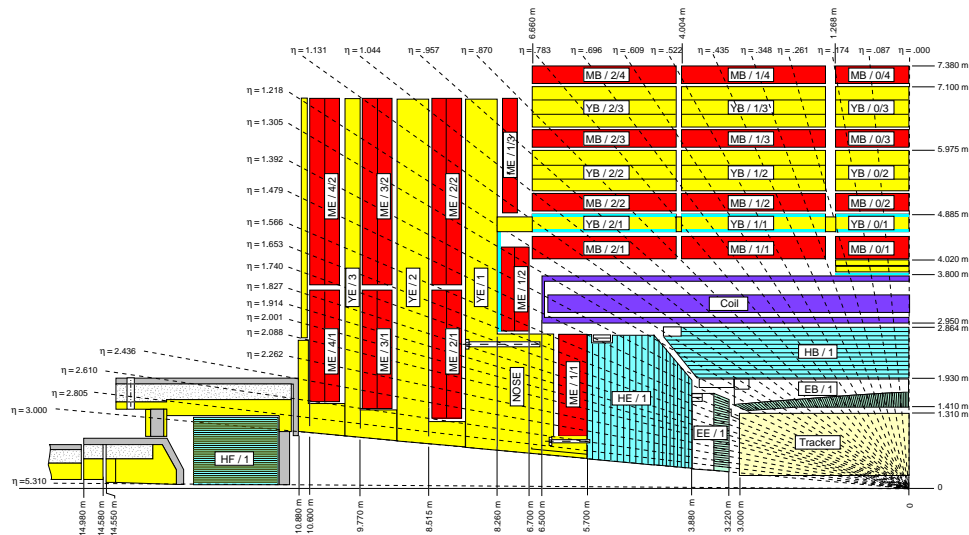 6.660 m
4.004 m
1.268 m
η = 1.131
η = 1.044
η = .957
η = .870
η = .783
η = .696
η = .609
η = .522
η = .435
η = .348
η = .261
η = .174
η = .087
η = .000
MB / 2/4
MB / 1/4
MB / 0/4
7.380 m
7.100 m
η = 1.218
YB / 2/3
YB / 1/3
YB / 0/3
η = 1.305
MB / 2/3
MB / 1/3
MB / 0/3
5.975 m
ME / 1/3
η = 1.392
YB / 2/2
YB / 1/2
YB / 0/2
η = 1.479
ME / 4/2
ME / 3/2
ME / 2/2
MB / 2/2
MB / 1/2
MB / 0/2
4.885 m
η = 1.566
YB / 2/1
YB / 1/1
YB / 0/1
η = 1.653
MB / 2/1
MB / 1/1
MB / 0/1
4.020 m
η = 1.740
YE / 3
YE / 2
YE / 1
ME / 1/2
3.800 m
η = 1.827
η = 1.914
Coil
η = 2.001
2.950 m
η = 2.088
ME / 4/1
ME / 3/1
ME / 2/1
2.864 m
η = 2.262
η = 2.436
HB / 1
η = 2.610
NOSE
ME / 1/1
1.930 m
η = 2.805
HE / 1
EB / 1
1.410 m
η = 3.000
1.310 m
EE / 1
Tracker
HF / 1
η=5.310
0
14.980 m
14.580 m
14.550 m
10.880 m
10.600 m
9.770 m
8.515 m
8.260 m
6.700 m
6.500 m
5.700 m
3.880 m
3.220 m
3.000 m
0